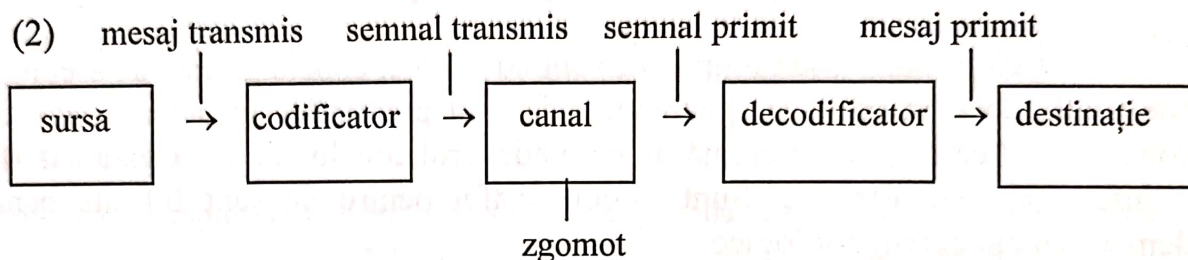 (2) mesaj transmis semnal transmis semnal primit mesaj primit
sursă → codificator → canal → decodificator → destinație
zgomot